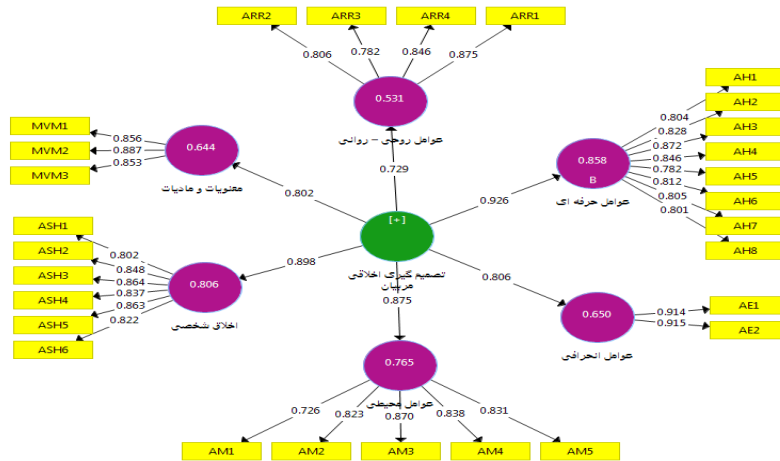 ARR2
ARR3
ARR4
ARR1
0.806
0.782
0.846
0.875
0.531
عوامل روحی – روانی
0.729
MVM1
MVM2
MVM3
0.856
0.887
0.853
0.644
معنویات و مادیات
0.802
AH1
AH2
AH3
AH4
AH5
AH6
AH7
AH8
0.804
0.828
0.872
0.846
0.782
0.812
0.805
0.801
0.858
B
عوامل حرفه ای
0.926
[+]
تصمیم گیری اخلاقی
مربیان
ASH1
ASH2
ASH3
ASH4
ASH5
ASH6
0.802
0.848
0.864
0.837
0.863
0.822
0.806
اخلاق شخصی
0.898
0.806
0.650
عوامل انحرافی
0.914
0.915
AE1
AE2
0.875
0.765
عوامل محیطی
0.726
0.823
0.870
0.838
0.831
AM1
AM2
AM3
AM4
AM5